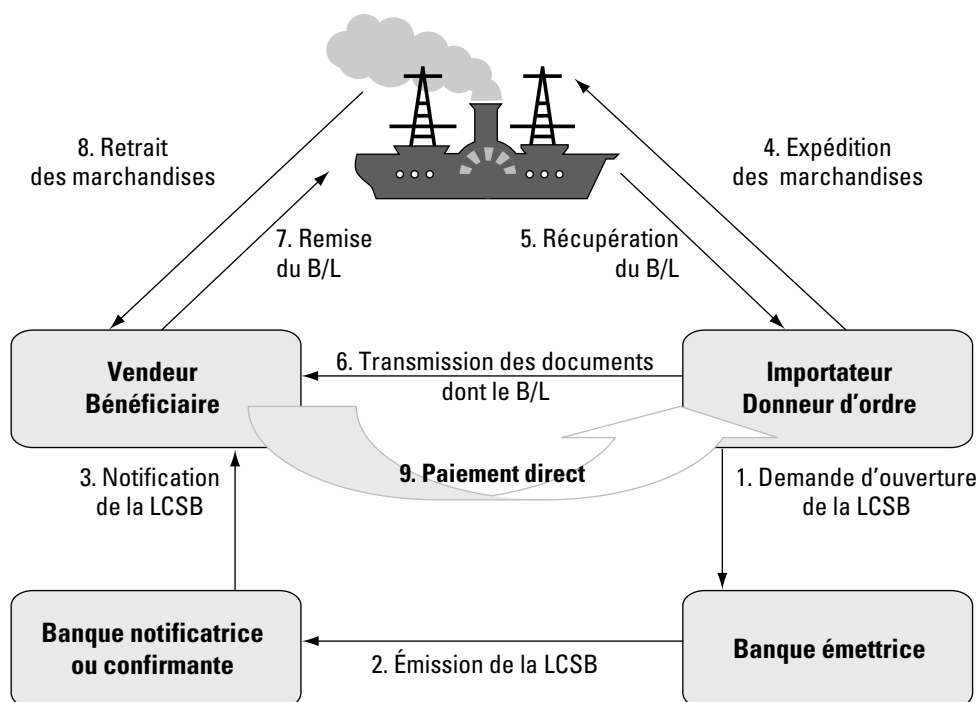 8. Retrait
des marchandises
4. Expédition
des marchandises
7. Remise
du B/L
5. Récupération
du B/L
Vendeur
Bénéficiaire
6. Transmission des documents
dont le B/L
Importateur
Donneur d'ordre
3. Notification
de la LCSB
9. Paiement direct
1. Demande d'ouverture
de la LCSB
Banque notificatrice
ou confirmante
2. Émission de la LCSB
Banque émettrice